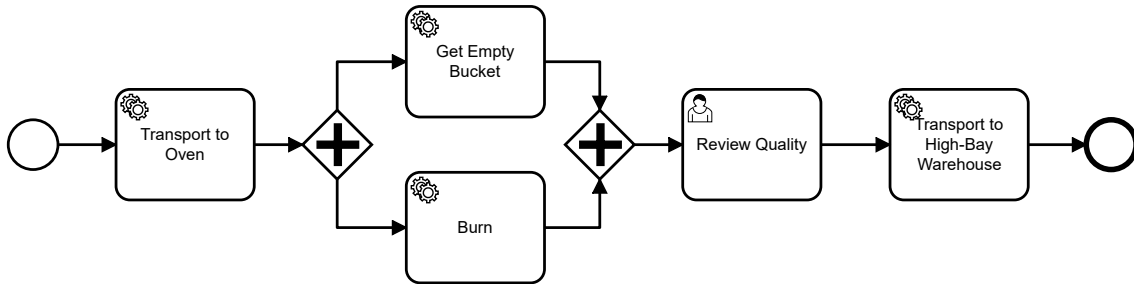 Transport to
Oven
Get Empty
Bucket
Burn
Review Quality
Transport to
High-Bay
Warehouse